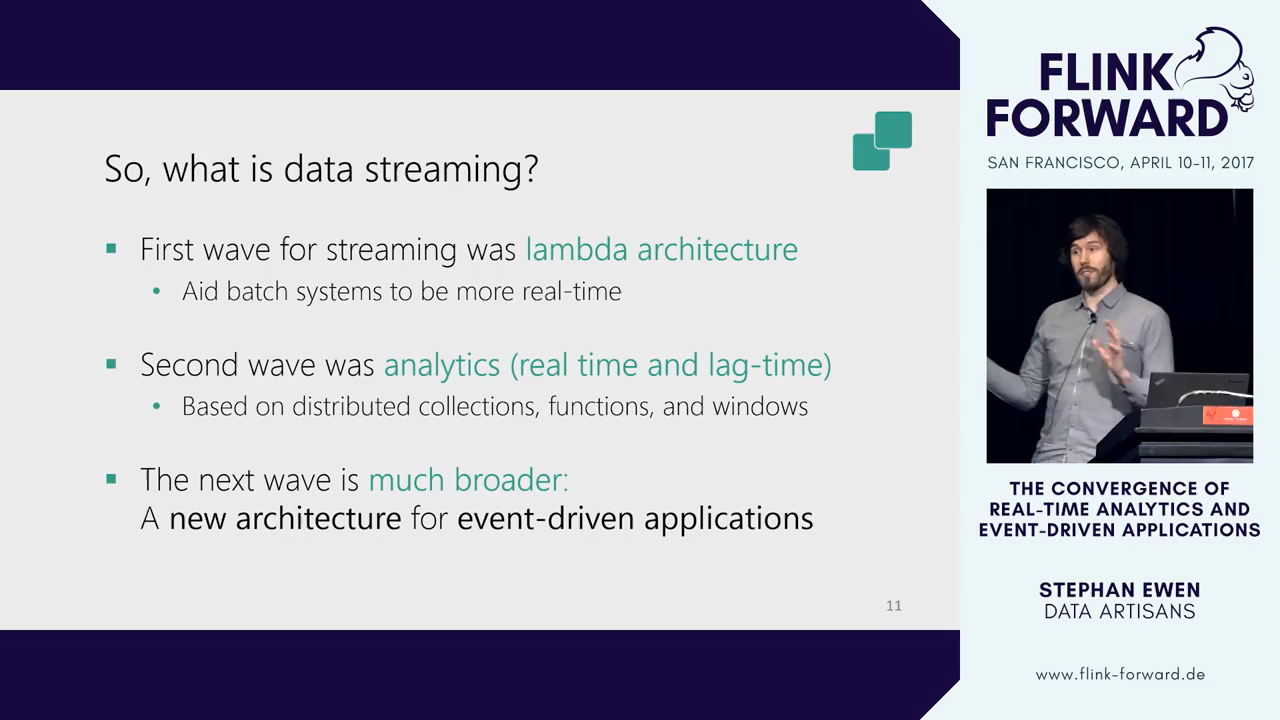 So, what is data streaming?
▪ First wave for streaming was lambda architecture
• Aid batch systems to be more real-time
▪ Second wave was analytics (real time and lag-time)
• Based on distributed collections, functions, and windows
▪ The next wave is much broader:
A new architecture for event-driven applications
11
FLINK
FORWARD
SAN FRANCISCO, APRIL 10-11, 2017
THE CONVERGENCE OF
REAL-TIME ANALYTICS AND
EVENT-DRIVEN APPLICATIONS
STEPHAN EWEN
DATA ARTISANS
www.flink-forward.de